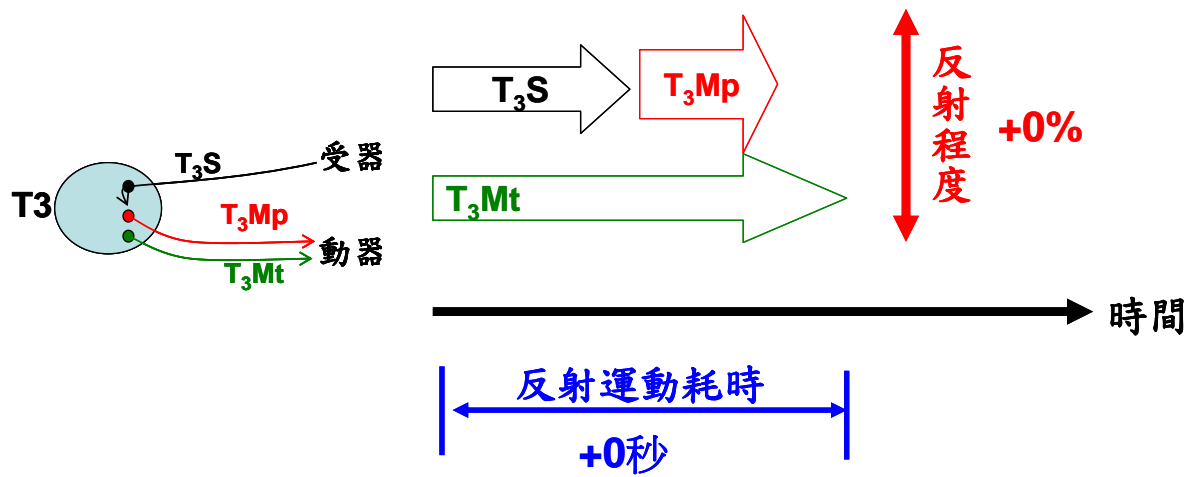 T3
T₃S
受器
T₃Mp
動器
T₃Mt
T₃S
T₃Mp
T₃Mt
反射程度
+0%
時間
反射運動耗時
+0秒